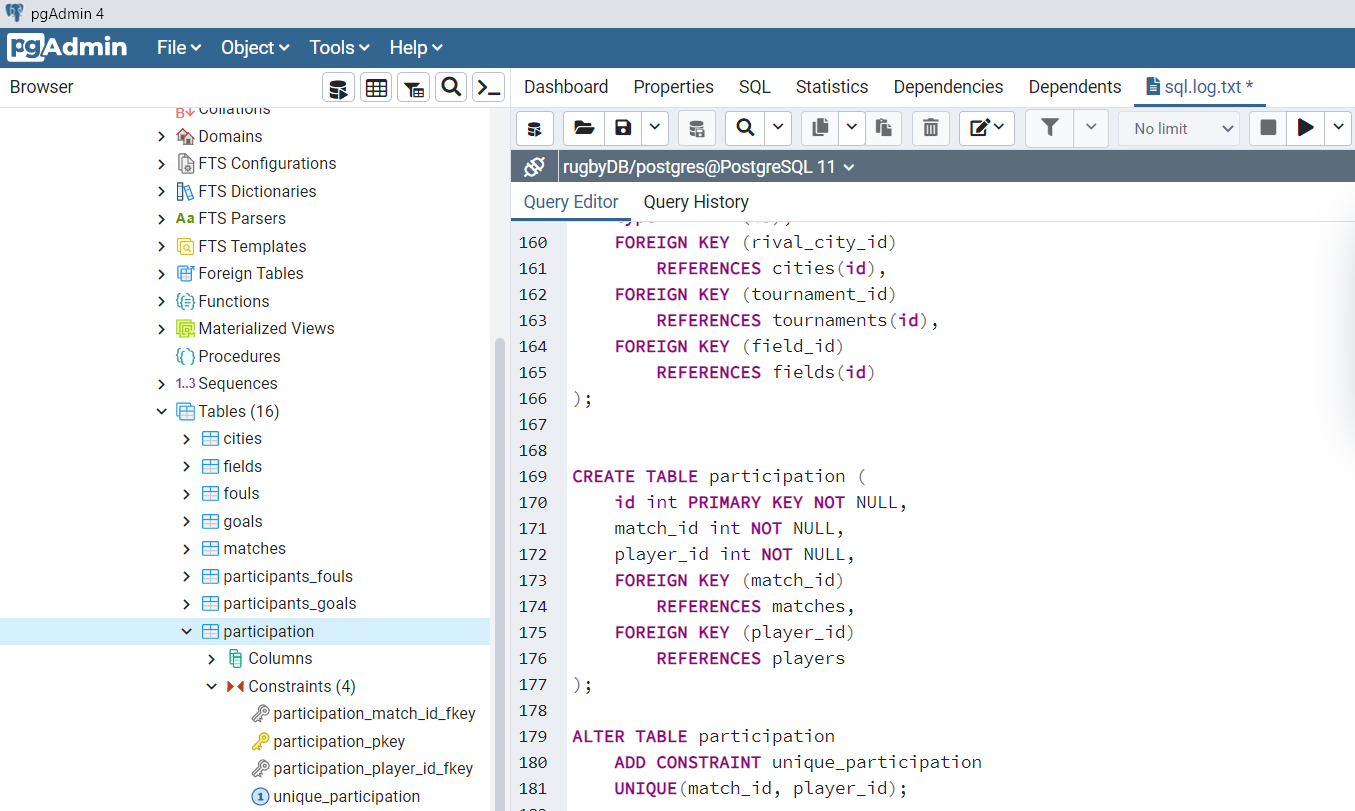 pgAdmin 4
pgAdmin File Object Tools Help
Browser
Dashboard Properties SQL Statistics Dependencies Dependents sql.log.txt *
No limit
rugbyDB/postgres@PostgreSQL 11
Query Editor Query History
Collations
Domains
FTS Configurations
FTS Dictionaries
Aa FTS Parsers
FTS Templates
Foreign Tables
Functions
Materialized Views
Procedures
1..3 Sequences
Tables (16)
cities
fields
fouls
goals
matches
participants_fouls
participants_goals
participation
Columns
Constraints (4)
participation_match_id_fkey
participation_pkey
participation_player_id_fkey
1 unique_participation
160 FOREIGN KEY (rival_city_id)
161 REFERENCES cities(id),
162 FOREIGN KEY (tournament_id)
163 REFERENCES tournaments(id),
164 FOREIGN KEY (field_id)
165 REFERENCES fields(id)
166 );
167
168
169 CREATE TABLE participation (
170 id int PRIMARY KEY NOT NULL,
171 match_id int NOT NULL,
172 player_id int NOT NULL,
173 FOREIGN KEY (match_id)
174 REFERENCES matches,
175 FOREIGN KEY (player_id)
176 REFERENCES players
177 );
178
179 ALTER TABLE participation
180 ADD CONSTRAINT unique_participation
181 UNIQUE(match_id, player_id);